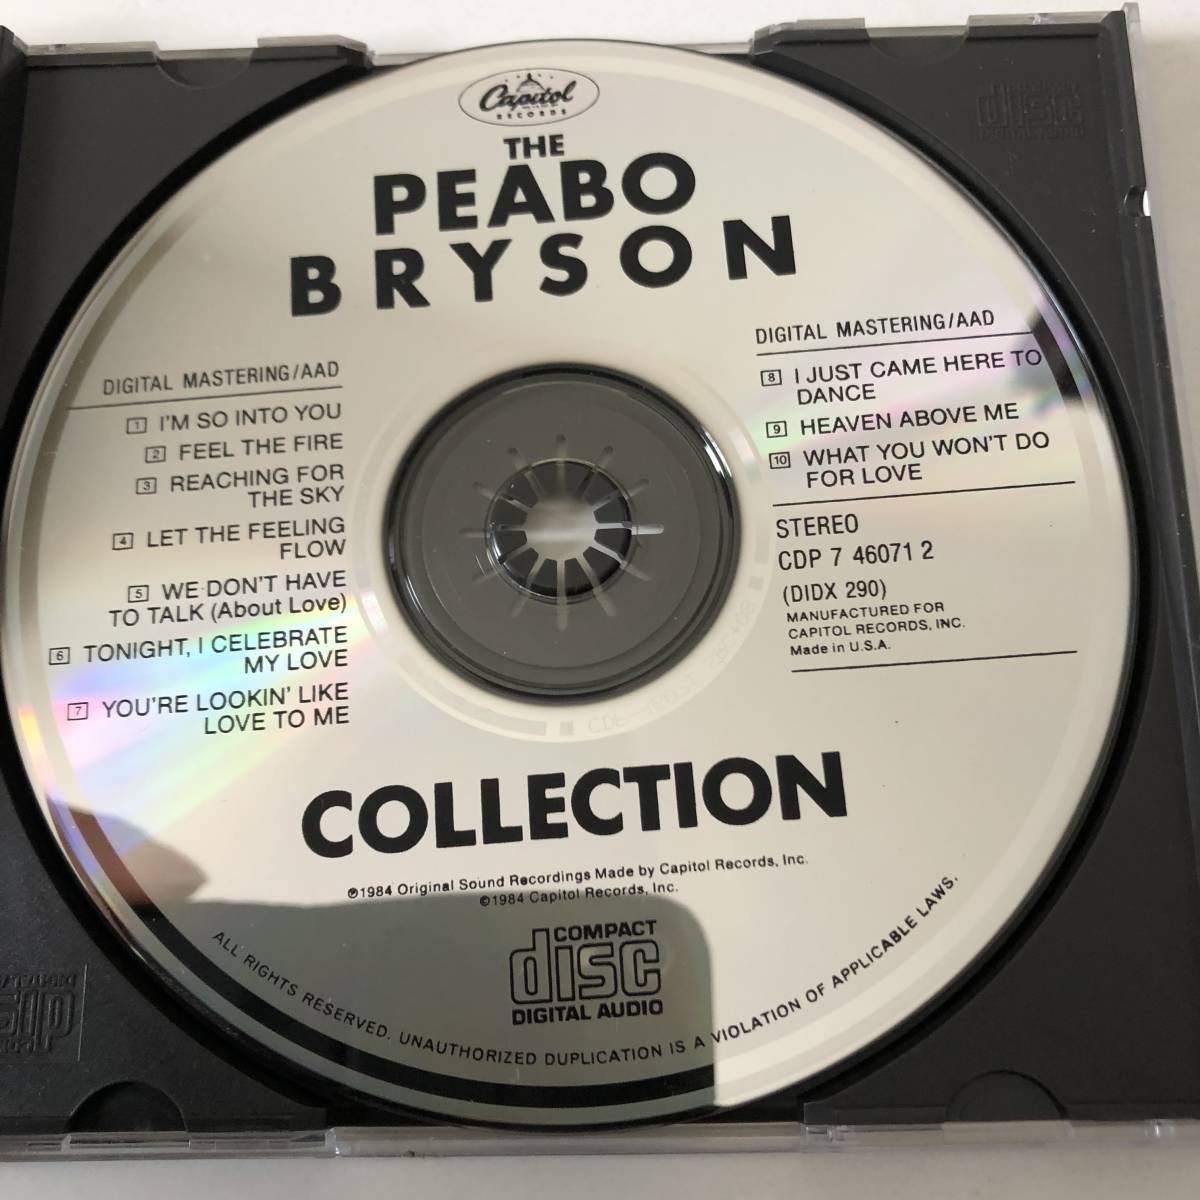 Capitol
RECORDS
THE
PEABO
BRYSON
DIGITAL MASTERING/AAD
1 I'M SO INTO YOU
2 FEEL THE FIRE
3 REACHING FOR
THE SKY
4 LET THE FEELING
FLOW
5 WE DON'T HAVE
TO TALK (About Love)
6 TONIGHT, I CELEBRATE
MY LOVE
7 YOU'RE LOOKIN' LIKE
LOVE TO ME
DIGITAL MASTERING/AAD
8 I JUST CAME HERE TO
DANCE
9 HEAVEN ABOVE ME
10 WHAT YOU WON'T DO
FOR LOVE
STEREO
CDP 7 46071 2
(DIDX 290)
MANUFACTURED FOR
CAPITOL RECORDS, INC.
Made in U.S.A.
COLLECTION
℗1984 Original Sound Recordings Made by Capitol Records, Inc.
©1984 Capitol Records, Inc.
COMPACT
disc
DIGITAL AUDIO
ALL RIGHTS RESERVED. UNAUTHORIZED DUPLICATION IS A VIOLATION OF APPLICABLE LAWS.
disc